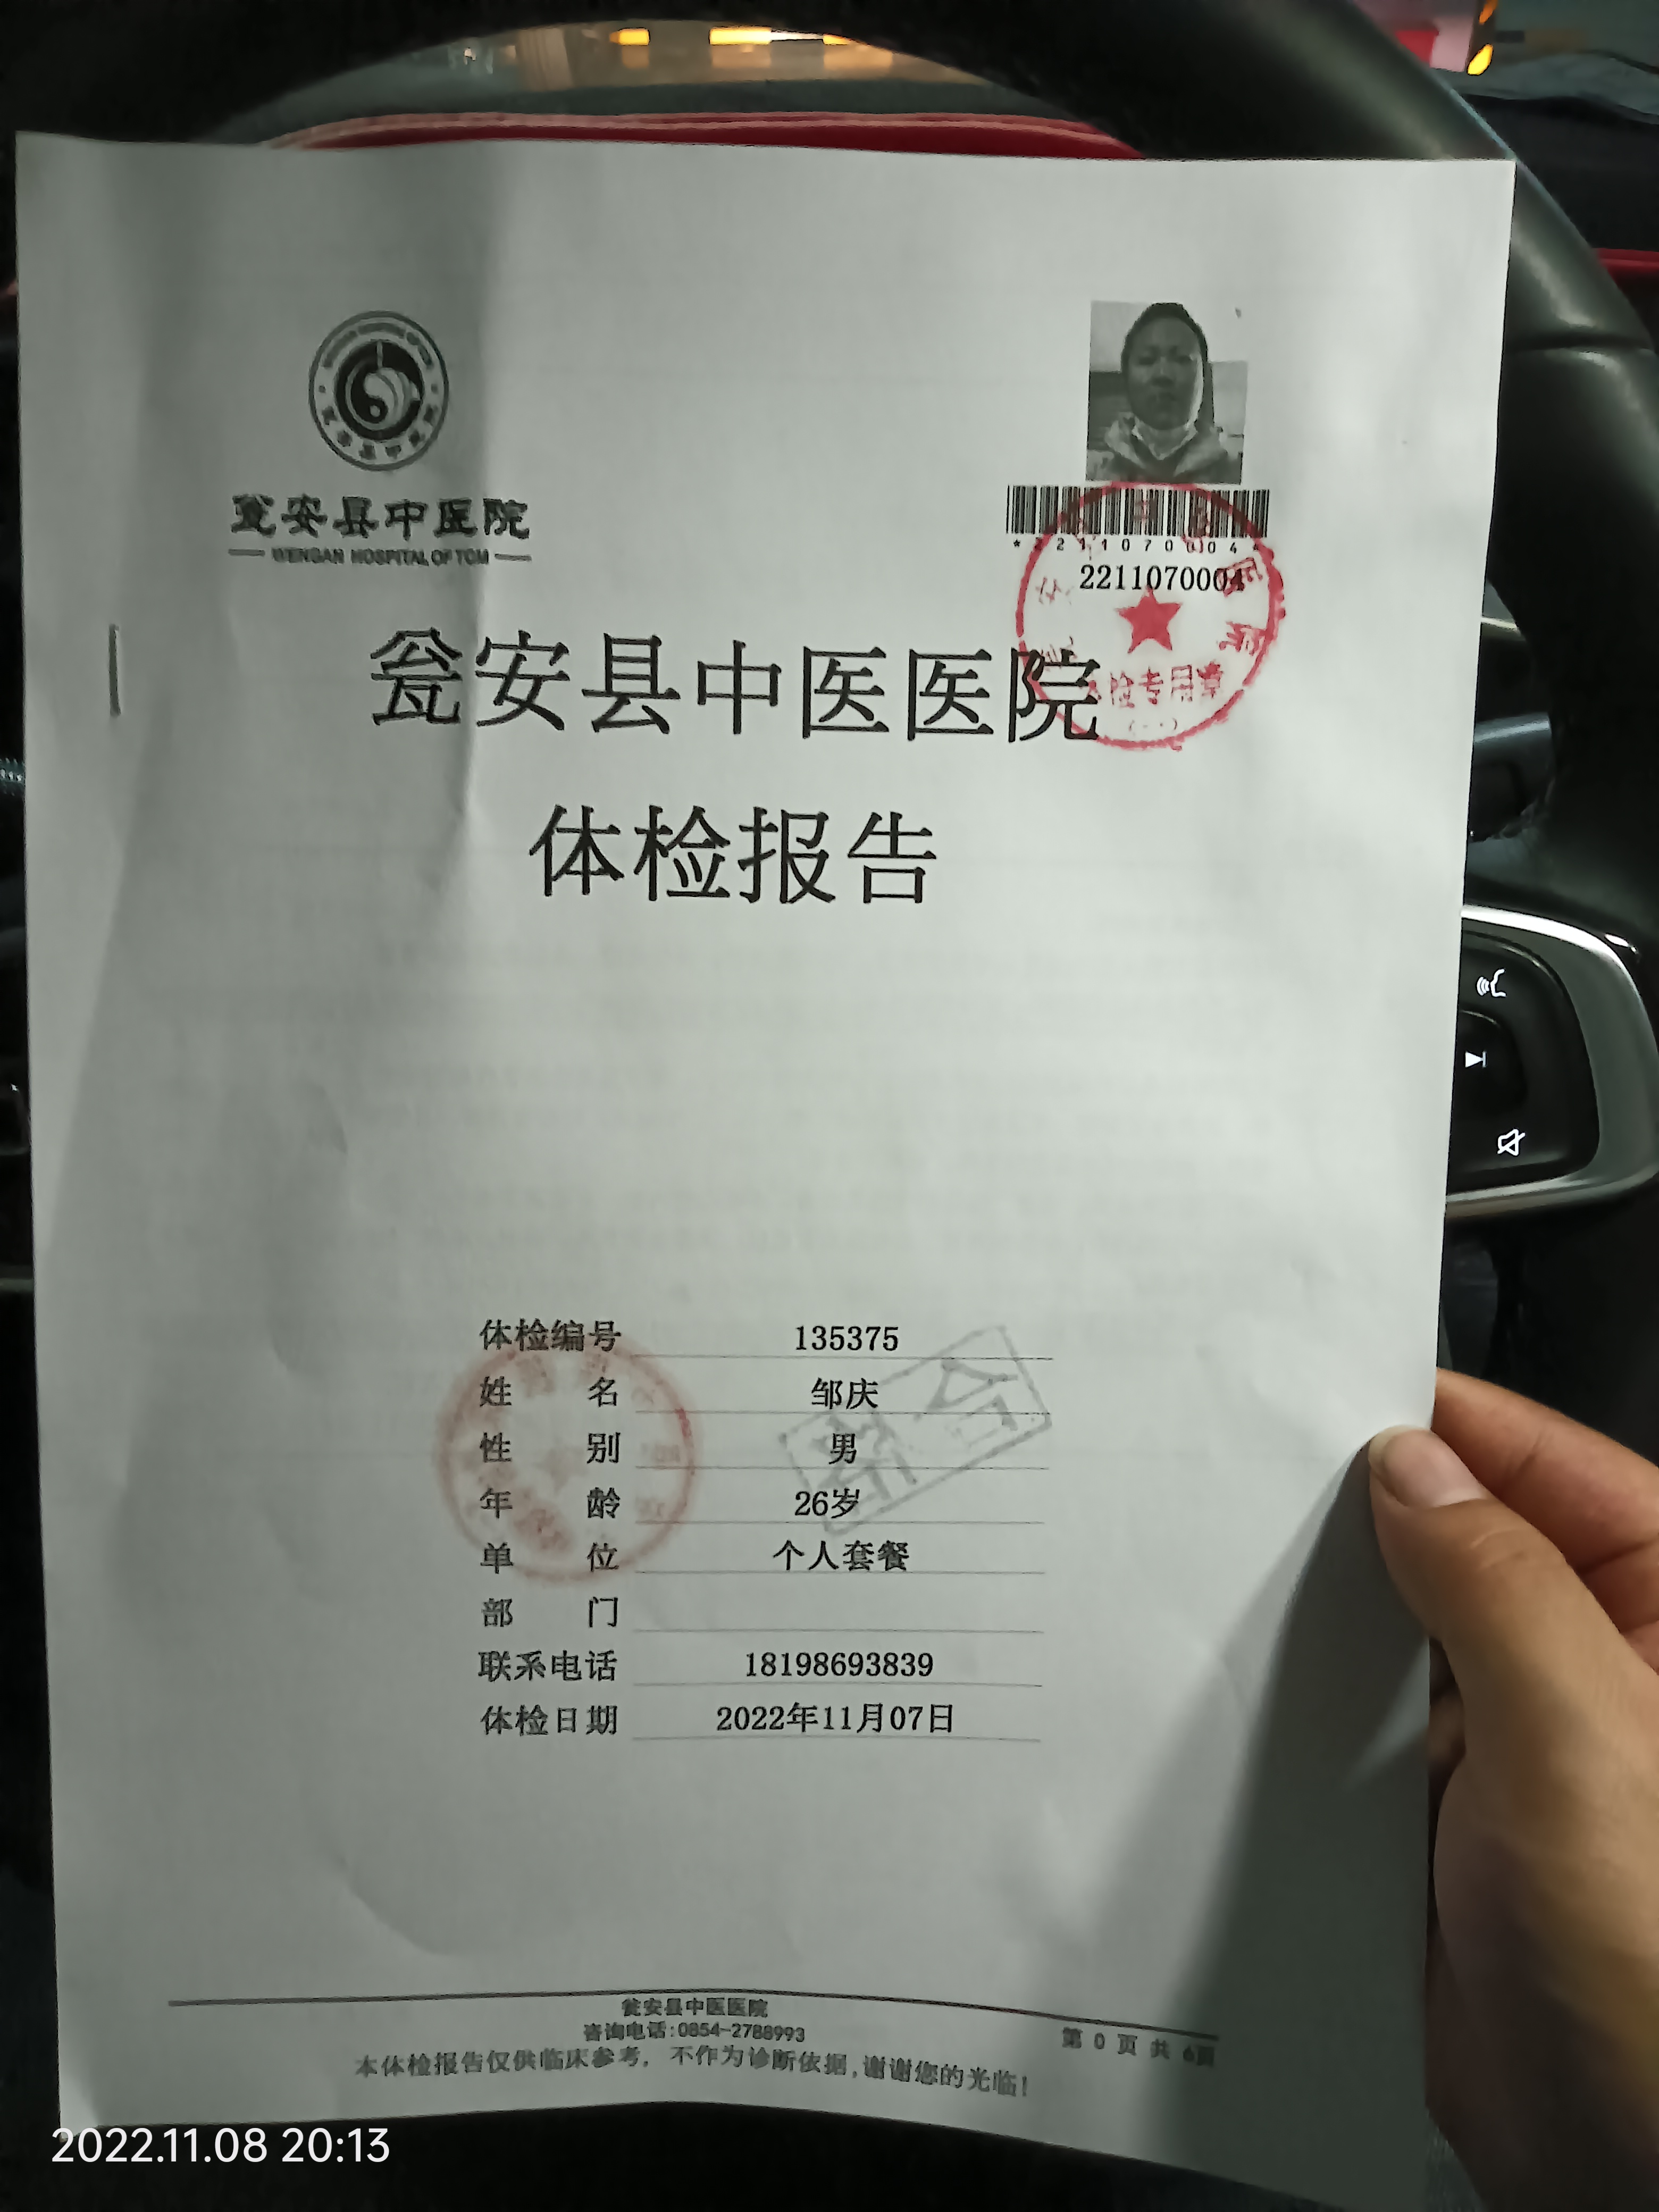 瓮安县中医院
WENGAN HOSPITAL OF TCM
2211070004
瓮安县中医医院
检专用章
体检报告
体检编号 135375
姓名 邹庆
性别 男
年龄 26岁
单位 个人套餐
部门
联系电话 18198693839
体检日期 2022年11月07日
瓮安县中医医院
咨询电话:0854-2788993
第 0 页 共 6页
本体检报告仅供临床参考，不作为诊断依据,谢谢您的光临!
2022.11.08 20:13